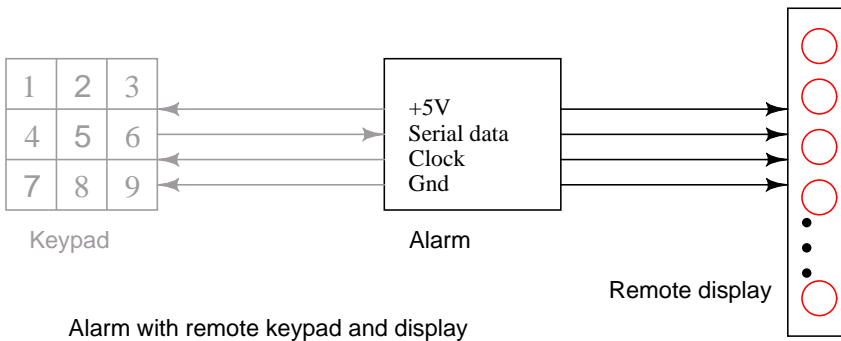 1 2 3
4 5 6
7 8 9
Keypad
+5V
Serial data
Clock
Gnd
Alarm
Remote display
Alarm with remote keypad and display